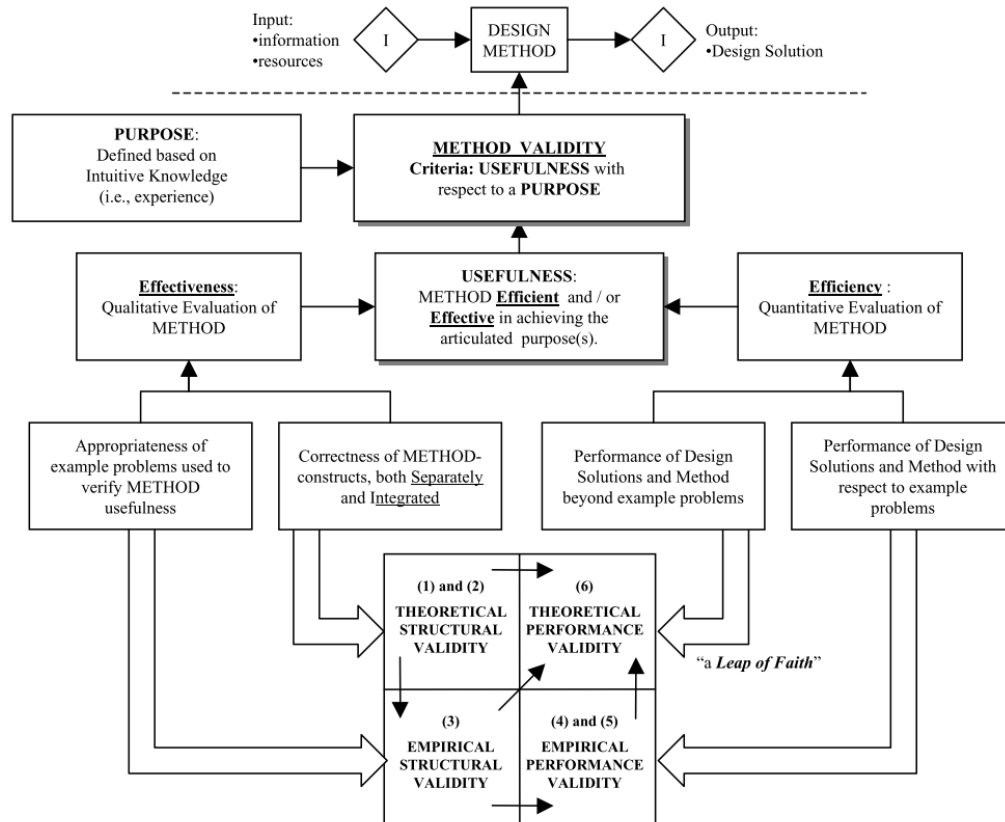 Input:
•information
•resources
I
DESIGN
METHOD
I
Output:
•Design Solution
PURPOSE:
Defined based on
Intuitive Knowledge
(i.e., experience)
METHOD VALIDITY
Criteria: USEFULNESS with
respect to a PURPOSE
Effectiveness:
Qualitative Evaluation of
METHOD
USEFULNESS:
METHOD Efficient and / or
Effective in achieving the
articulated purpose(s).
Efficiency :
Quantitative Evaluation of
METHOD
Appropriateness of
example problems used to
verify METHOD
usefulness
Correctness of METHOD-
constructs, both Separately
and Integrated
Performance of Design
Solutions and Method
beyond example problems
Performance of Design
Solutions and Method with
respect to example
problems
(1) and (2)
THEORETICAL
STRUCTURAL
VALIDITY
(6)
THEORETICAL
PERFORMANCE
VALIDITY
“a Leap of Faith”
(3)
EMPIRICAL
STRUCTURAL
VALIDITY
(4) and (5)
EMPIRICAL
PERFORMANCE
VALIDITY